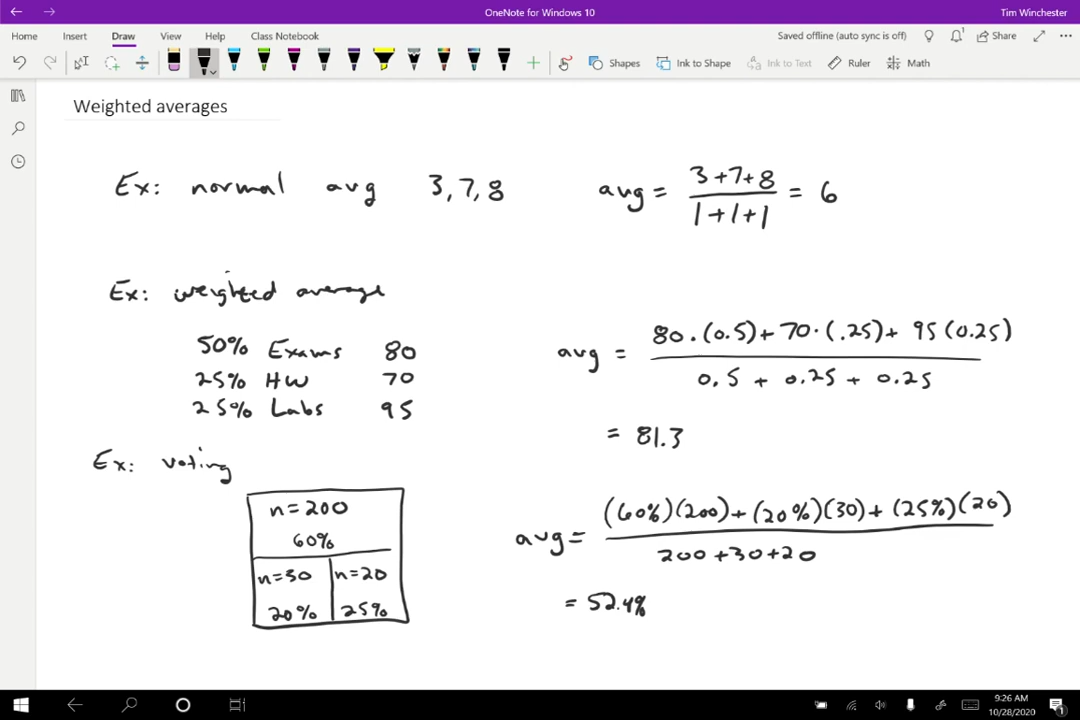 OneNote for Windows 10
Tim Winchester
Home Insert Draw View Help Class Notebook
Saved offline (auto sync is off) Share
Shapes Ink to Shape Ink to Text Ruler Math
Weighted averages
Ex: normal avg 3, 7, 8
avg = 3+7+8 / 1+1+1 = 6
Ex: weighted average
50% Exams 80
25% HW 70
25% Labs 95
avg = 80·(0.5)+70·(.25)+95(0.25) / 0.5 + 0.25 + 0.25
= 81.3
Ex: voting
n=200
60%
n=30 n=20
20% 25%
avg = (60%)(200)+(20%)(30)+(25%)(20) / 200+30+20
= 52.4%
9:26 AM
10/28/2020
1